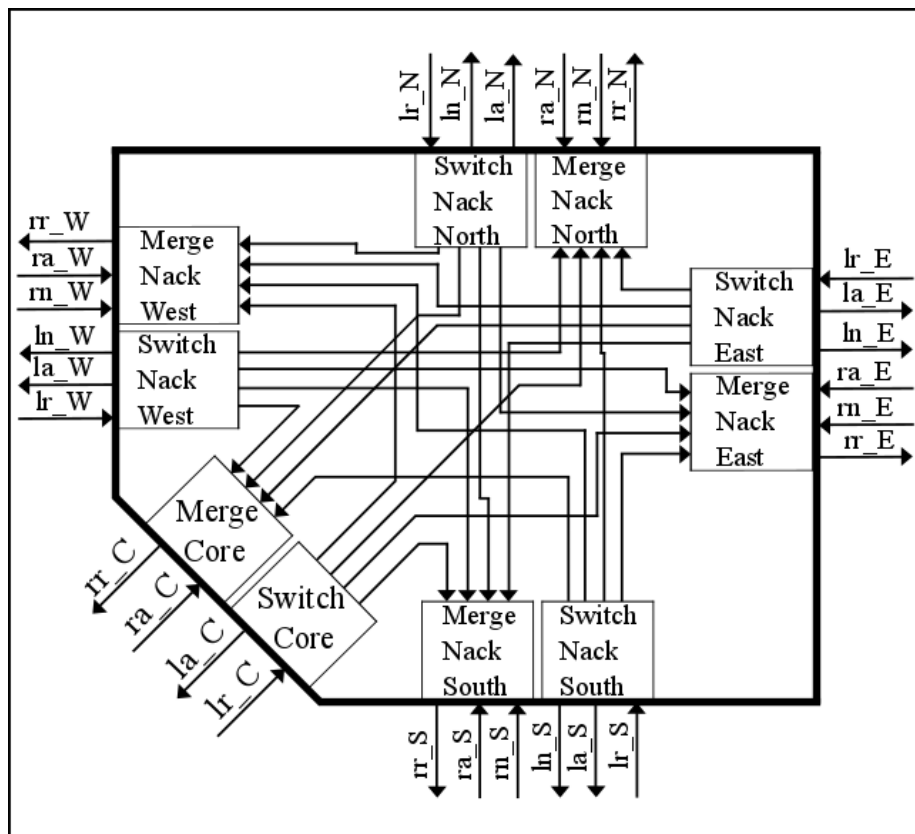 lr_N
ln_N
la_N
ra_N
rn_N
rr_N
Switch
Nack
North
Merge
Nack
North
rr_W
ra_W
rn_W
ln_W
la_W
lr_W
Merge
Nack
West
Switch
Nack
West
Switch
Nack
East
Merge
Nack
East
lr_E
la_E
ln_E
ra_E
rn_E
rr_E
Merge
Core
Switch
Core
rr_C
ra_C
la_C
lr_C
Merge
Nack
South
Switch
Nack
South
rr_S
ra_S
rn_S
ln_S
la_S
lr_S